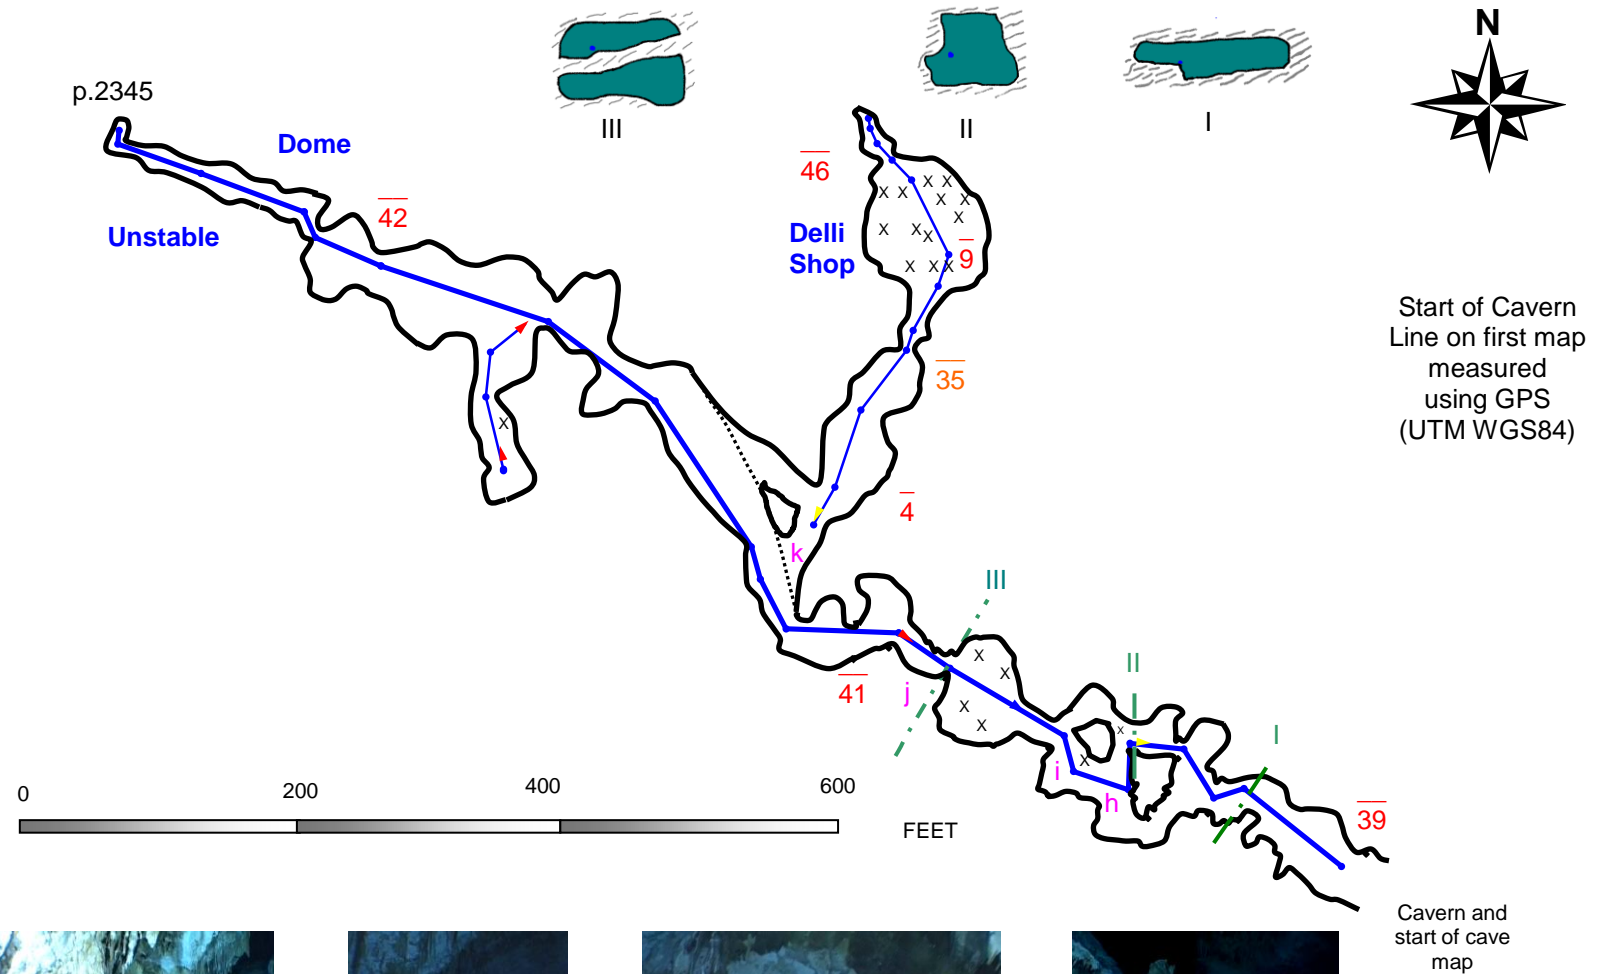 N
p.2345
III
II
I
Dome
46
42
Unstable
Delli
Shop
9
Start of Cavern
Line on first map
measured
using GPS
(UTM WGS84)
35
X
4
k
III
II
41
j
I
i
h
0
200
400
600
FEET
39
Cavern and
start of cave
map